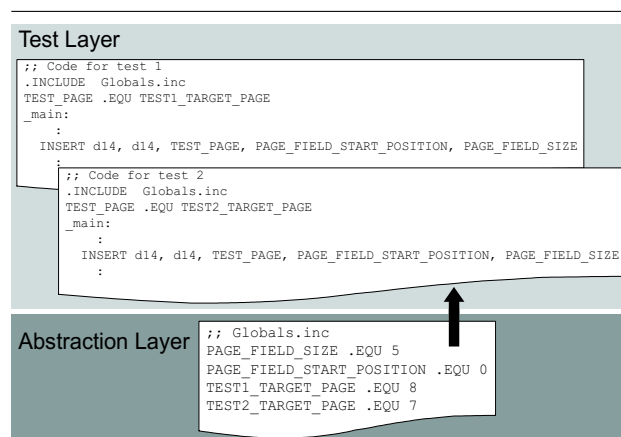 Test Layer
;; Code for test 1
.INCLUDE Globals.inc
TEST_PAGE .EQU TEST1_TARGET_PAGE
_main:
:
INSERT d14, d14, TEST_PAGE, PAGE_FIELD_START_POSITION, PAGE_FIELD_SIZE
:
;; Code for test 2
.INCLUDE Globals.inc
TEST_PAGE .EQU TEST2_TARGET_PAGE
_main:
:
INSERT d14, d14, TEST_PAGE, PAGE_FIELD_START_POSITION, PAGE_FIELD_SIZE
:
Abstraction Layer
;; Globals.inc
PAGE_FIELD_SIZE .EQU 5
PAGE_FIELD_START_POSITION .EQU 0
TEST1_TARGET_PAGE .EQU 8
TEST2_TARGET_PAGE .EQU 7